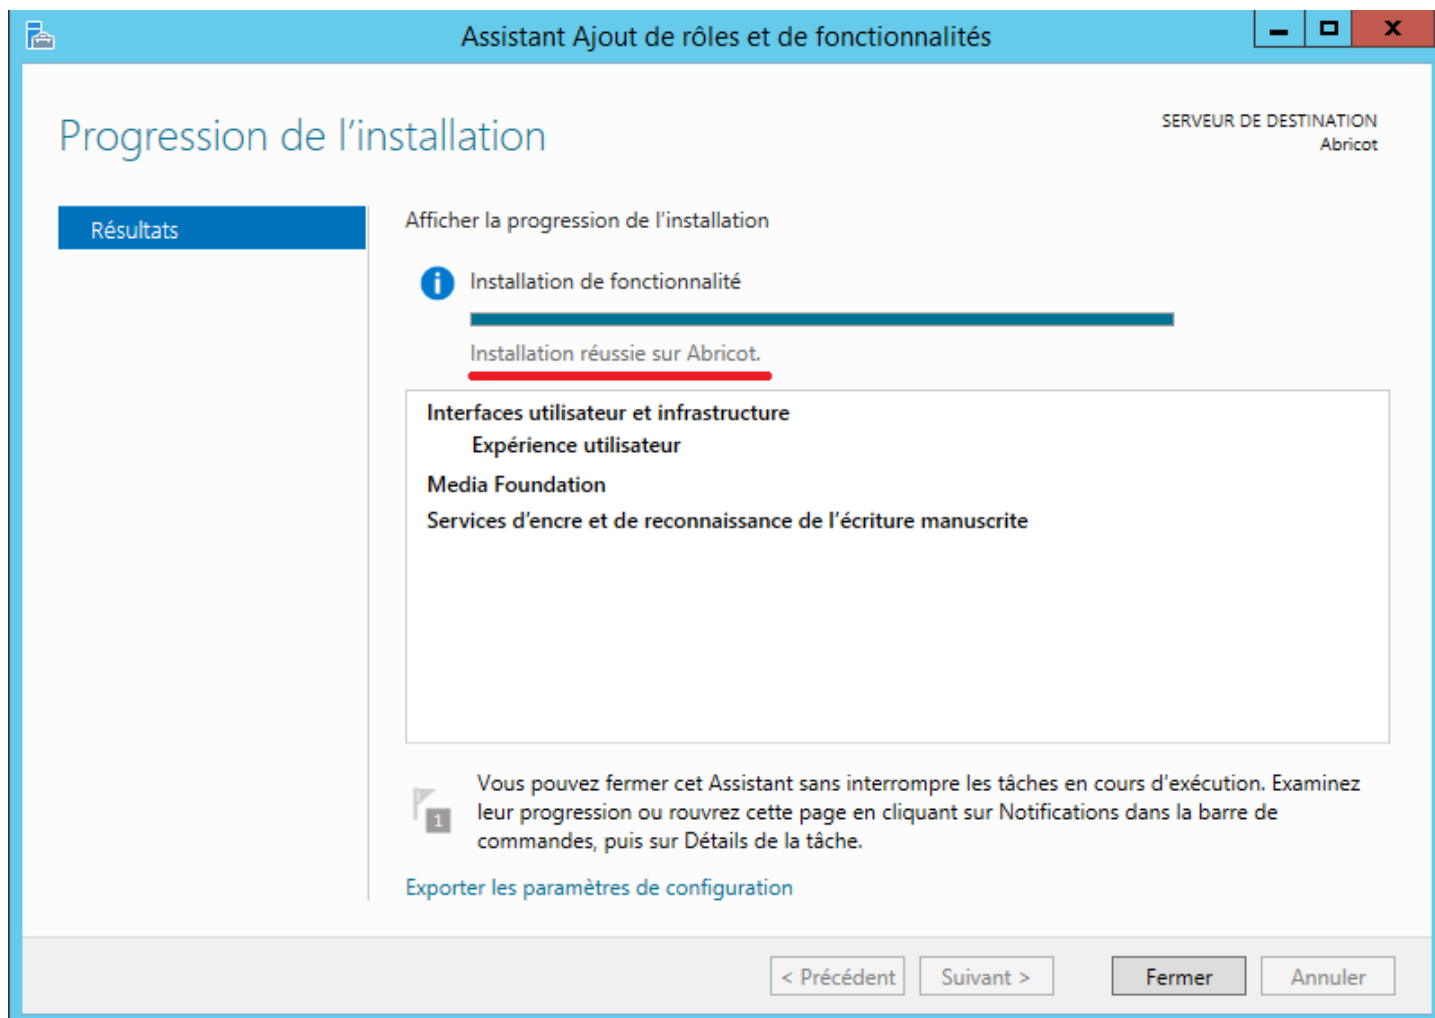 Assistant Ajout de rôles et de fonctionnalités
Progression de l’installation
SERVEUR DE DESTINATION
Abricot
Résultats
Afficher la progression de l’installation
Installation de fonctionnalité
Installation réussie sur Abricot.
Interfaces utilisateur et infrastructure
Expérience utilisateur
Media Foundation
Services d’encre et de reconnaissance de l’écriture manuscrite
1
Vous pouvez fermer cet Assistant sans interrompre les tâches en cours d’exécution. Examinez
leur progression ou rouvrez cette page en cliquant sur Notifications dans la barre de
commandes, puis sur Détails de la tâche.
Exporter les paramètres de configuration
< Précédent
Suivant >
Fermer
Annuler